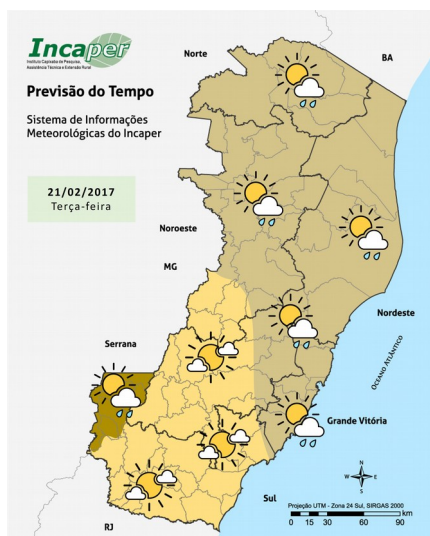 Incaper
Instituto Capixaba de Pesquisa,
Assistência Técnica e Extensão Rural
Previsão do Tempo
Sistema de Informações
Meteorológicas do Incaper
21/02/2017
Terça-feira
Norte
BA
Noroeste
MG
Nordeste
Serrana
OCEANO ATLÂNTICO
Grande Vitória
N
W
E
S
Sul
RJ
Projeção UTM - Zona 24 Sul, SIRGAS 2000
km
0 15 30 60 90